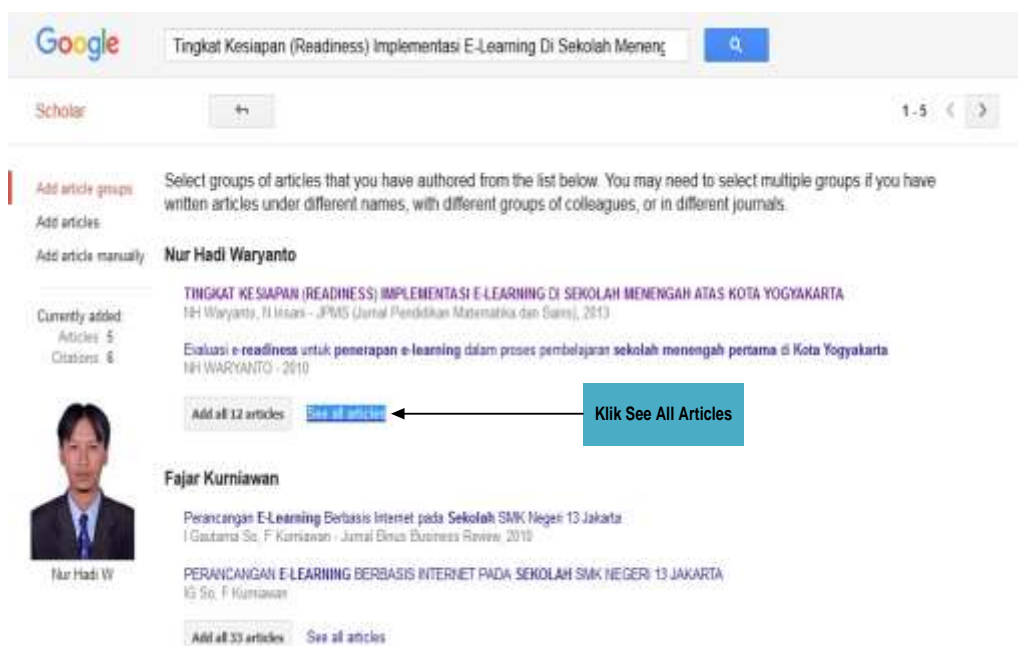 Google
Tingkat Kesiapan (Readiness) Implementasi E-Learning Di Sekolah Meneng
Scholar
1-5
Add article groups
Add articles
Add article manually
Currently added
Articles 5
Citations 6
Nur Hadi W
Select groups of articles that you have authored from the list below. You may need to select multiple groups if you have
written articles under different names, with different groups of colleagues, or in different journals.
Nur Hadi Waryanto
TINGKAT KESIAPAN (READINESS) IMPLEMENTASI E-LEARNING DI SEKOLAH MENENGAH ATAS KOTA YOGYAKARTA
NH Waryanto, N Insani - JPMS (Jurnal Pendidikan Matematika dan Sains), 2013
Evaluasi e-readiness untuk penerapan e-learning dalam proses pembelajaran sekolah menengah pertama di Kota Yogyakarta
NH WARYANTO - 2010
Add all 12 articles See all articles
Klik See All Articles
Fajar Kurniawan
Perancangan E-Learning Berbasis Internet pada Sekolah SMK Negeri 13 Jakarta
I Gautama So, F Kurniawan - Jurnal Binus Business Review, 2010
PERANCANGAN E-LEARNING BERBASIS INTERNET PADA SEKOLAH SMK NEGERI 13 JAKARTA
IG So, F Kurniawan
Add all 33 articles See all articles